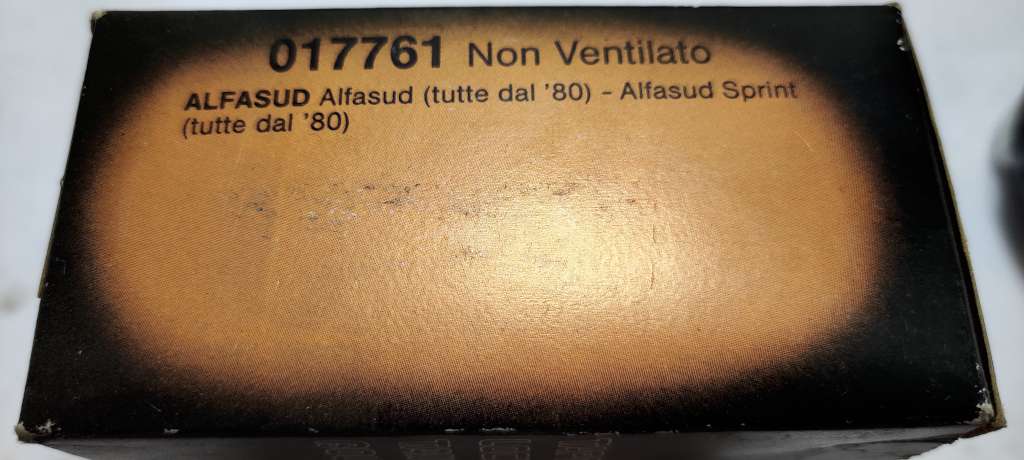 017761 Non Ventilato
ALFASUD Alfasud (tutte dal '80) - Alfasud Sprint
(tutte dal '80)